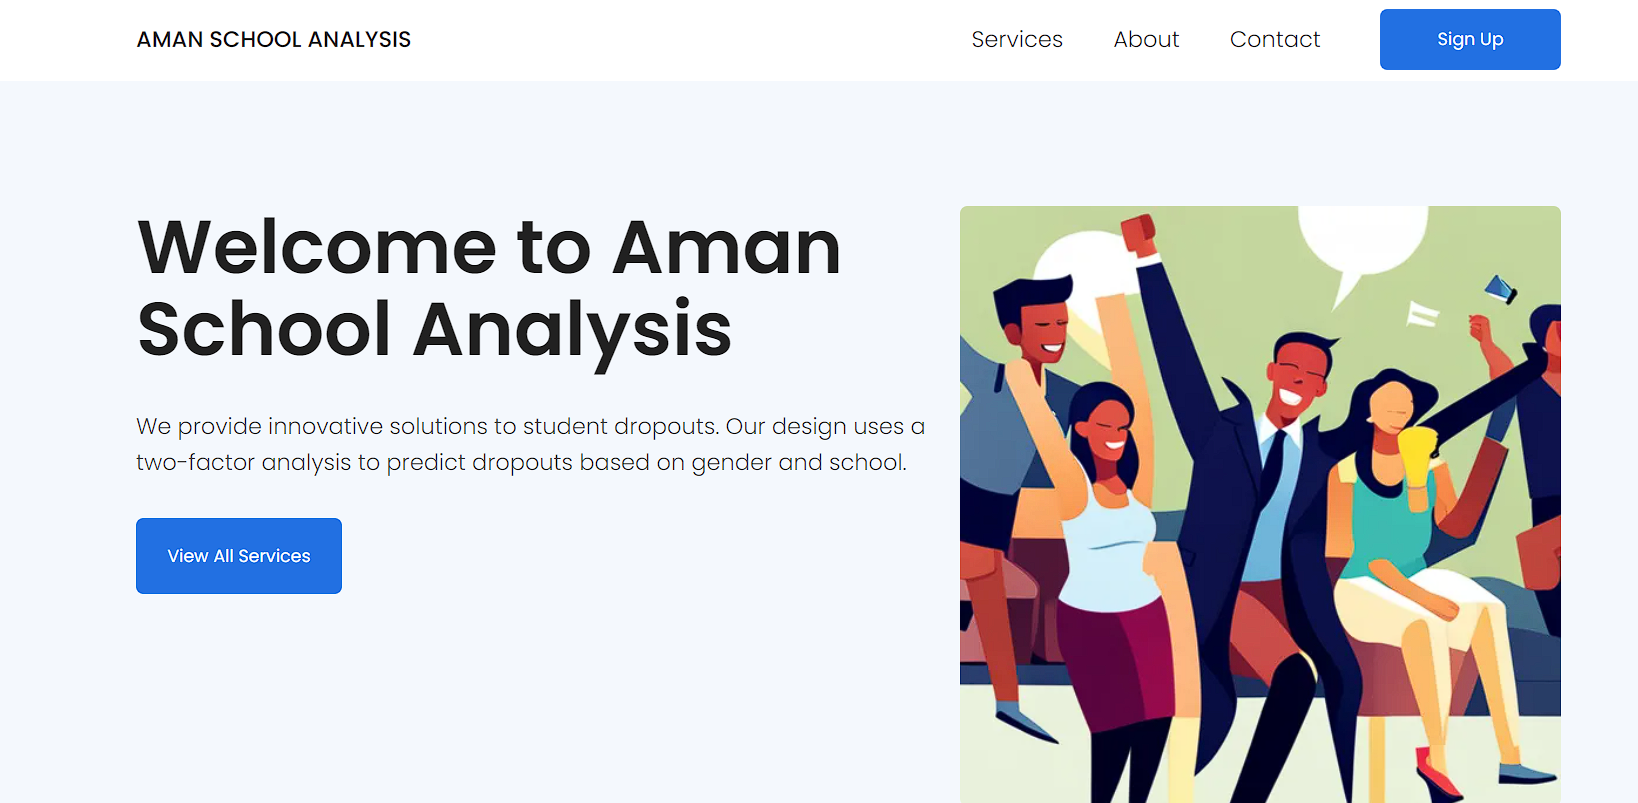 AMAN SCHOOL ANALYSIS
Services
About
Contact
Sign Up
Welcome to Aman
School Analysis
We provide innovative solutions to student dropouts. Our design uses a
two-factor analysis to predict dropouts based on gender and school.
View All Services